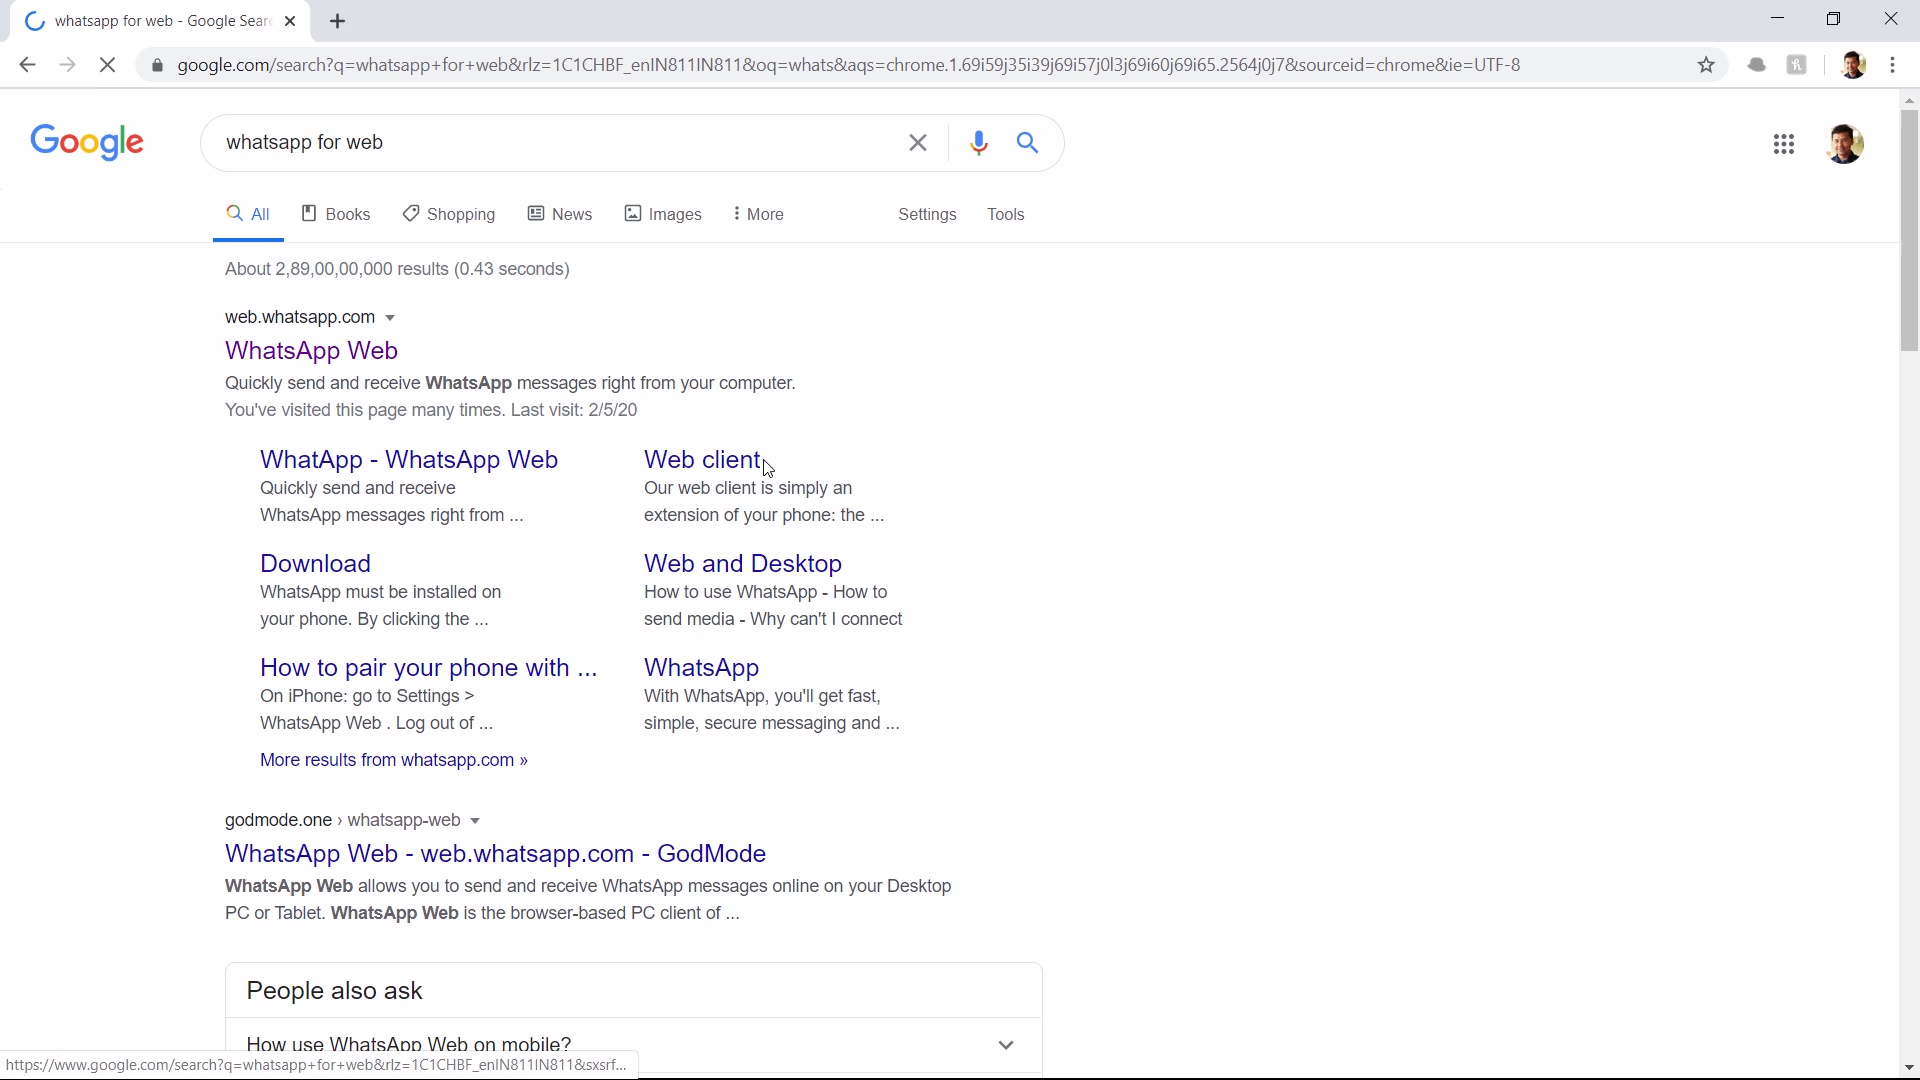 whatsapp for web - Google Sear
google.com/search?q=whatsapp+for+web&rlz=1C1CHBF_enIN811IN811&oq=whats&aqs=chrome.1.69i59j35i39j69i57j0l3j69i60j69i65.2564j0j7&sourceid=chrome&ie=UTF-8
Google
whatsapp for web
All Books Shopping News Images More Settings Tools
About 2,89,00,00,000 results (0.43 seconds)
web.whatsapp.com
WhatsApp Web
Quickly send and receive WhatsApp messages right from your computer.
You've visited this page many times. Last visit: 2/5/20
WhatApp - WhatsApp Web
Quickly send and receive
WhatsApp messages right from ...
Web client
Our web client is simply an
extension of your phone: the ...
Download
WhatsApp must be installed on
your phone. By clicking the ...
Web and Desktop
How to use WhatsApp - How to
send media - Why can't I connect
How to pair your phone with ...
On iPhone: go to Settings >
WhatsApp Web . Log out of ...
WhatsApp
With WhatsApp, you'll get fast,
simple, secure messaging and ...
More results from whatsapp.com »
godmode.one › whatsapp-web
WhatsApp Web - web.whatsapp.com - GodMode
WhatsApp Web allows you to send and receive WhatsApp messages online on your Desktop
PC or Tablet. WhatsApp Web is the browser-based PC client of ...
People also ask
How use WhatsApp Web on mobile?
https://www.google.com/search?q=whatsapp+for+web&rlz=1C1CHBF_enIN811IN811&sxsrf...